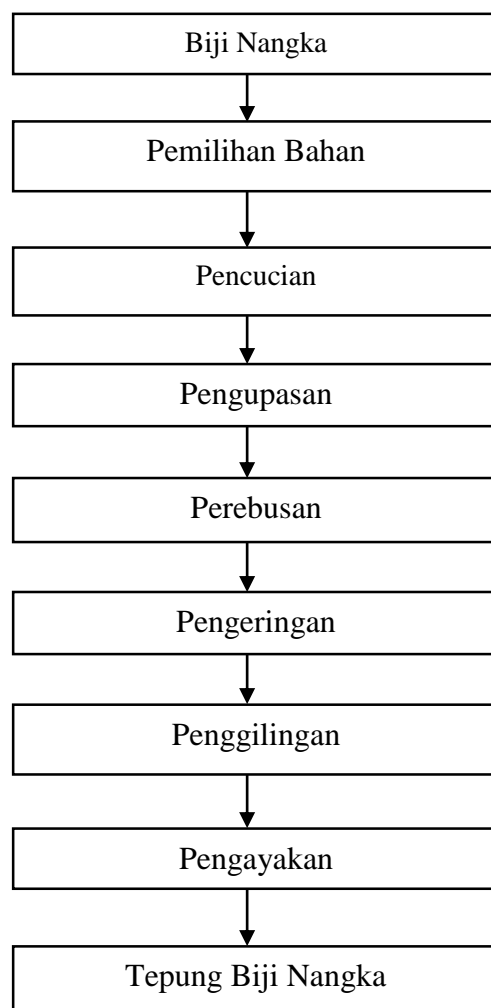 Biji Nangka
Pemilihan Bahan
Pencucian
Pengupasan
Perebusan
Pengeringan
Penggilingan
Pengayakan
Tepung Biji Nangka